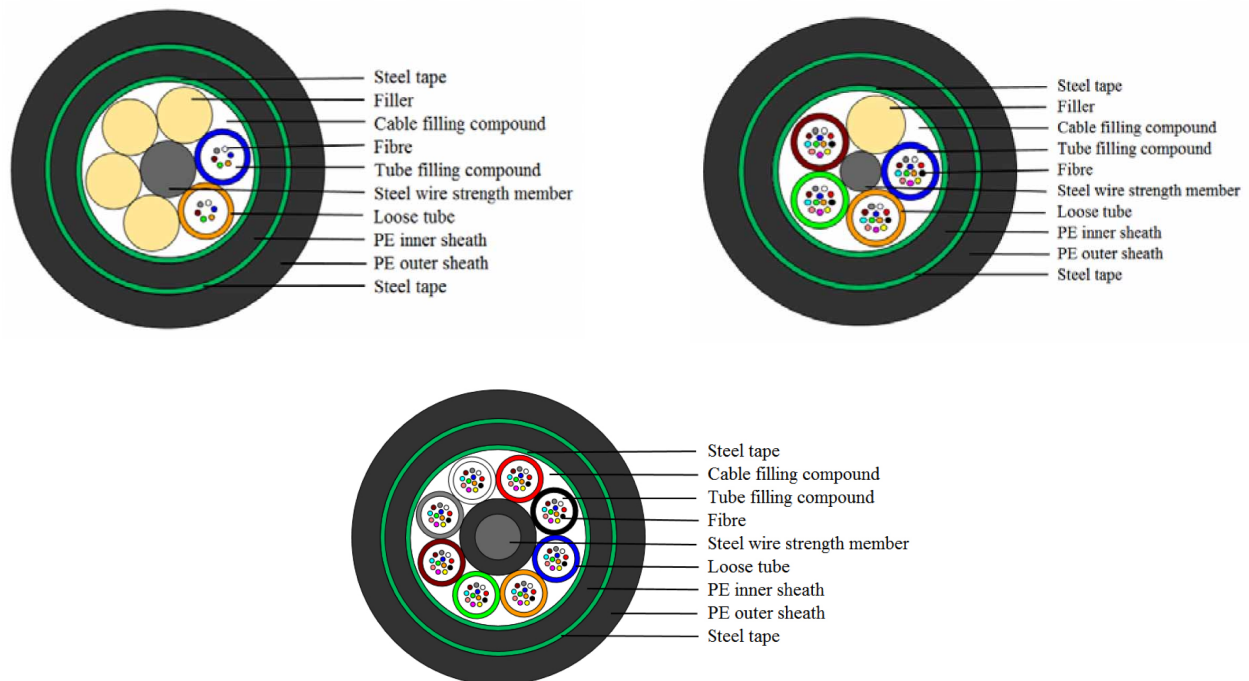 Steel tape
Filler
Cable filling compound
Fibre
Tube filling compound
Steel wire strength member
Loose tube
PE inner sheath
PE outer sheath
Steel tape
Steel tape
Filler
Cable filling compound
Tube filling compound
Fibre
Steel wire strength member
Loose tube
PE inner sheath
PE outer sheath
Steel tape
Steel tape
Cable filling compound
Tube filling compound
Fibre
Steel wire strength member
Loose tube
PE inner sheath
PE outer sheath
Steel tape